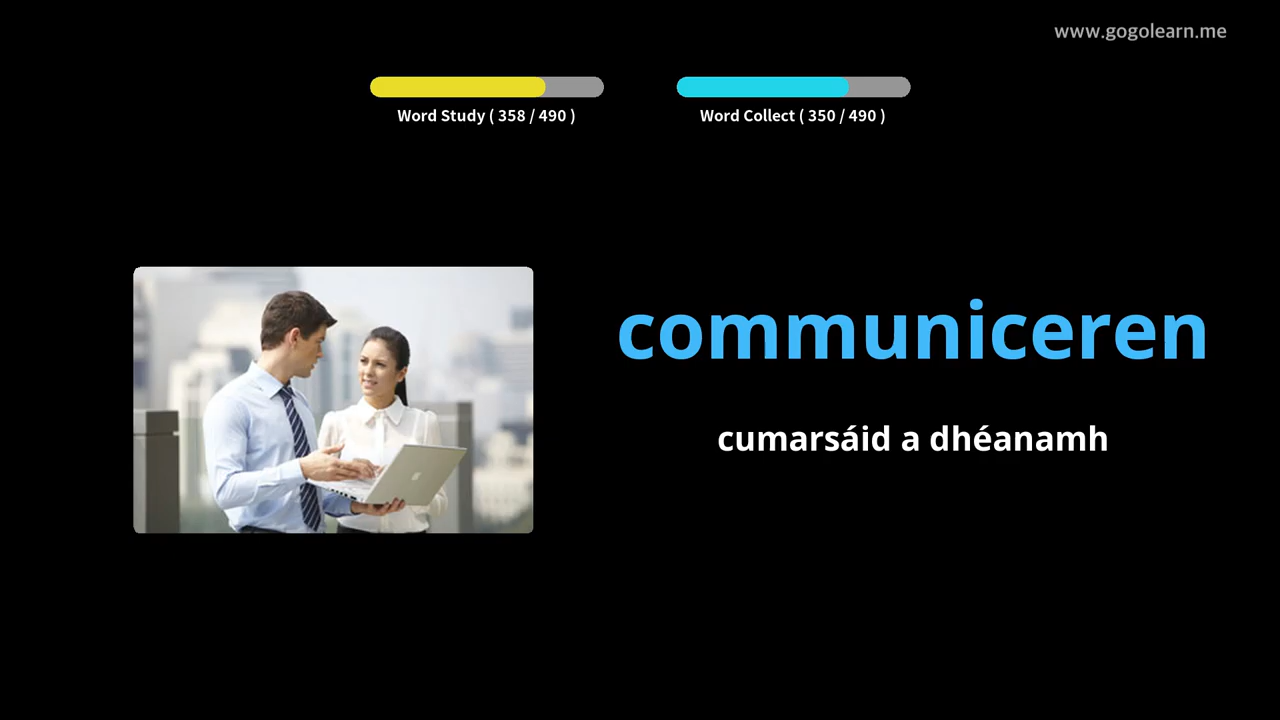 www.gogolearn.me
Word Study ( 358 / 490 )
Word Collect ( 350 / 490 )
communiceren
cumarsáid a dhéanamh